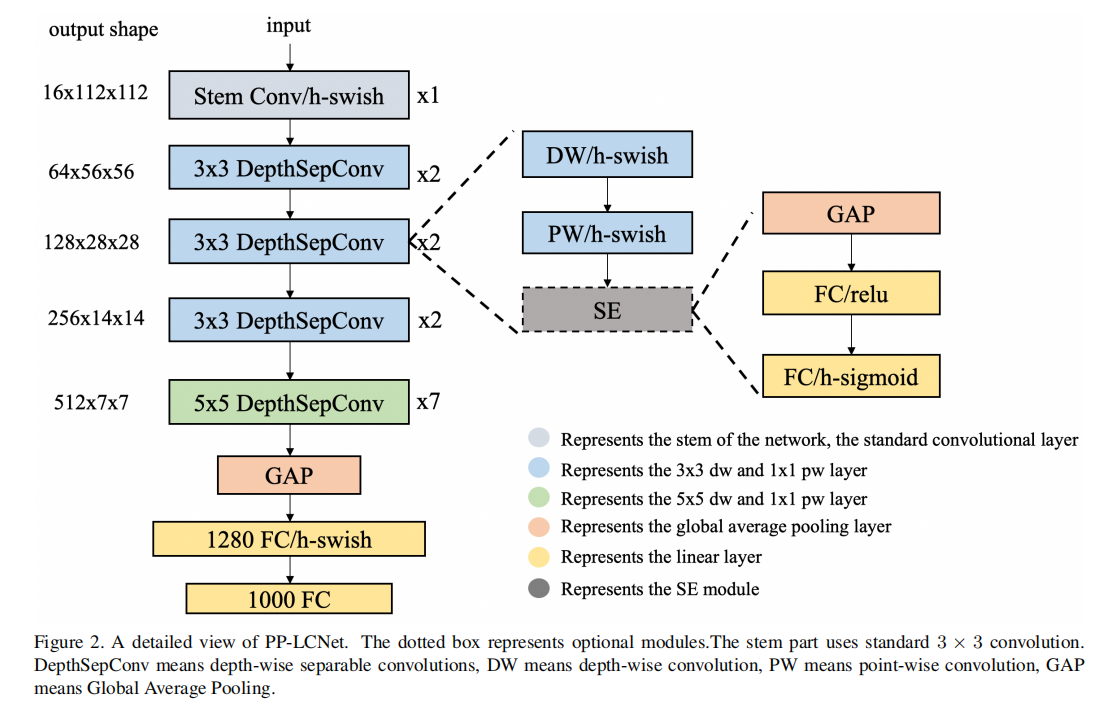 output shape
input
16x112x112
Stem Conv/h-swish
x1
64x56x56
3x3 DepthSepConv
x2
128x28x28
3x3 DepthSepConv
x2
256x14x14
3x3 DepthSepConv
x2
512x7x7
5x5 DepthSepConv
x7
GAP
1280 FC/h-swish
1000 FC
DW/h-swish
PW/h-swish
SE
GAP
FC/relu
FC/h-sigmoid
Represents the stem of the network, the standard convolutional layer
Represents the 3x3 dw and 1x1 pw layer
Represents the 5x5 dw and 1x1 pw layer
Represents the global average pooling layer
Represents the linear layer
Represents the SE module
Figure 2. A detailed view of PP-LCNet. The dotted box represents optional modules.The stem part uses standard 3 × 3 convolution.
DepthSepConv means depth-wise separable convolutions, DW means depth-wise convolution, PW means point-wise convolution, GAP
means Global Average Pooling.